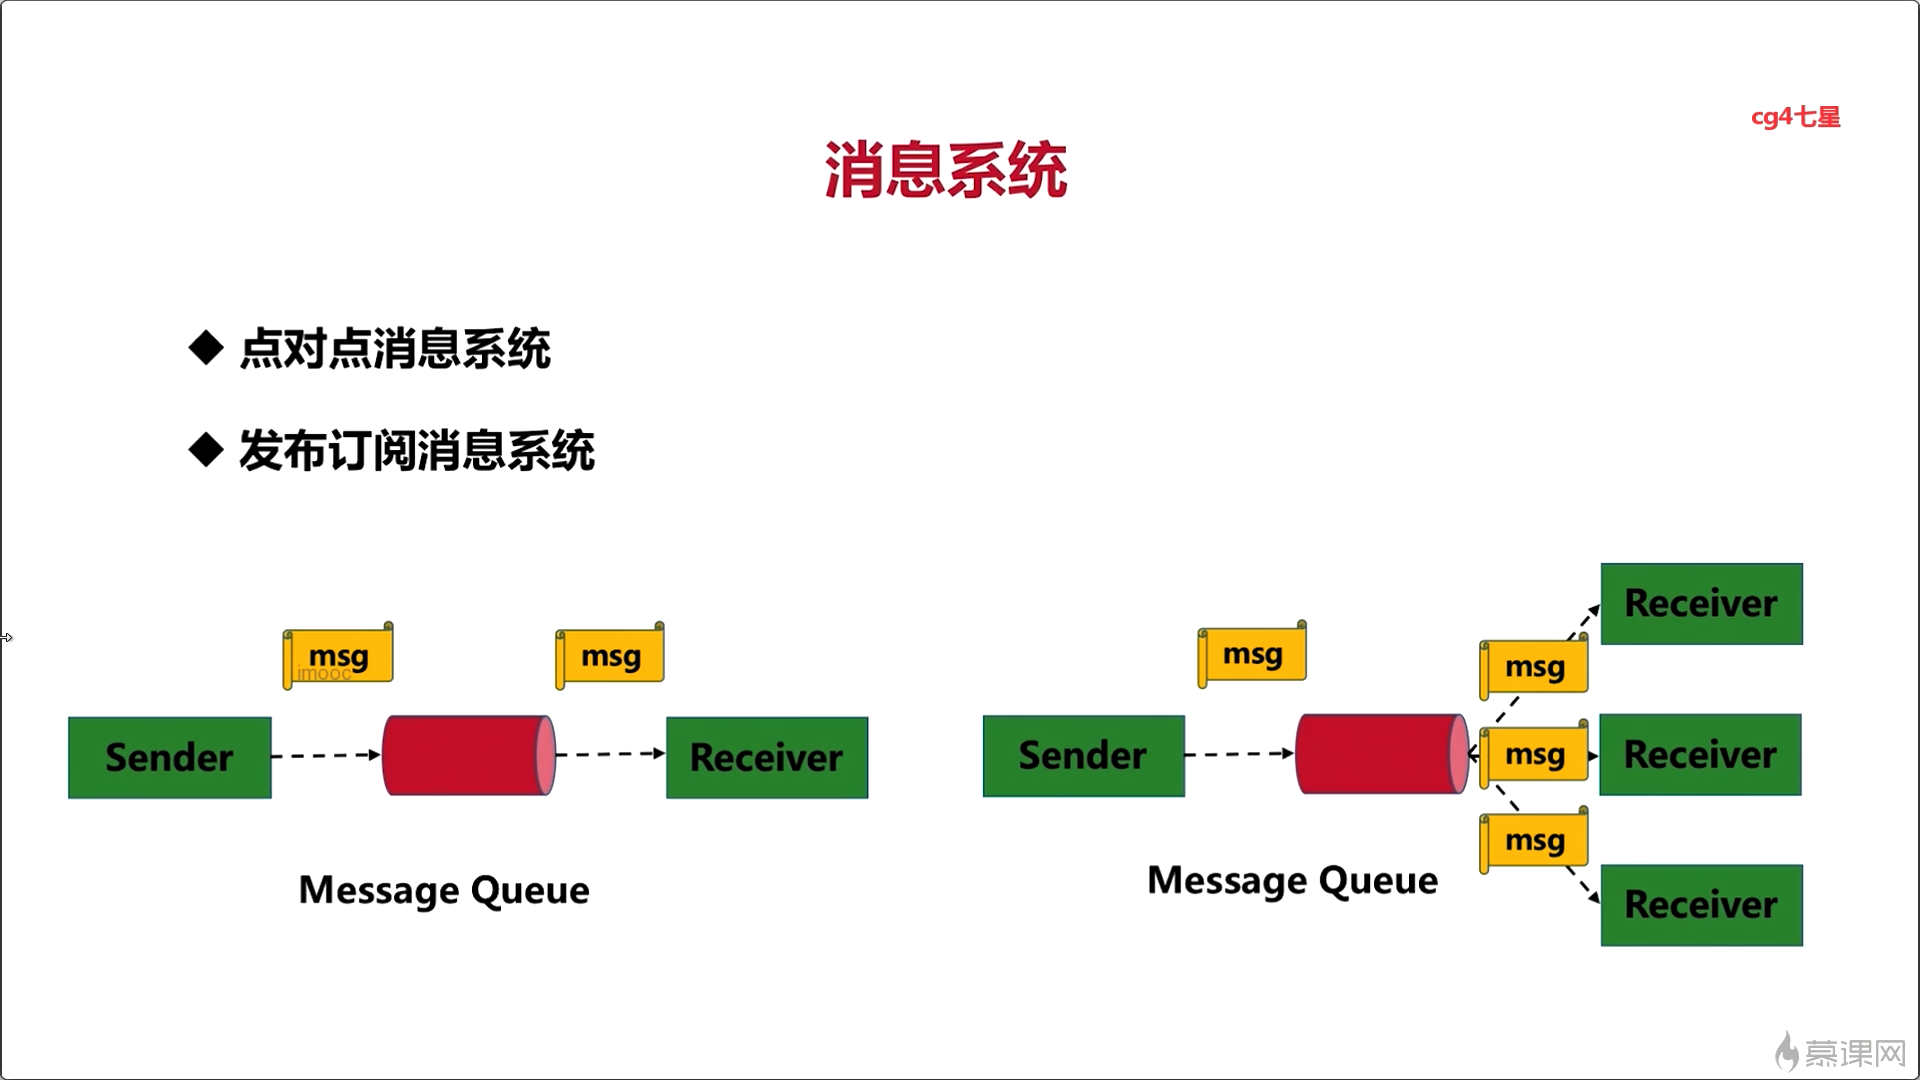 cg4七星
消息系统
◆ 点对点消息系统
◆ 发布订阅消息系统
msg
imooc
msg
Sender
Receiver
Message Queue
msg
Sender
msg
msg
msg
Receiver
Receiver
Receiver
Message Queue
慕课网